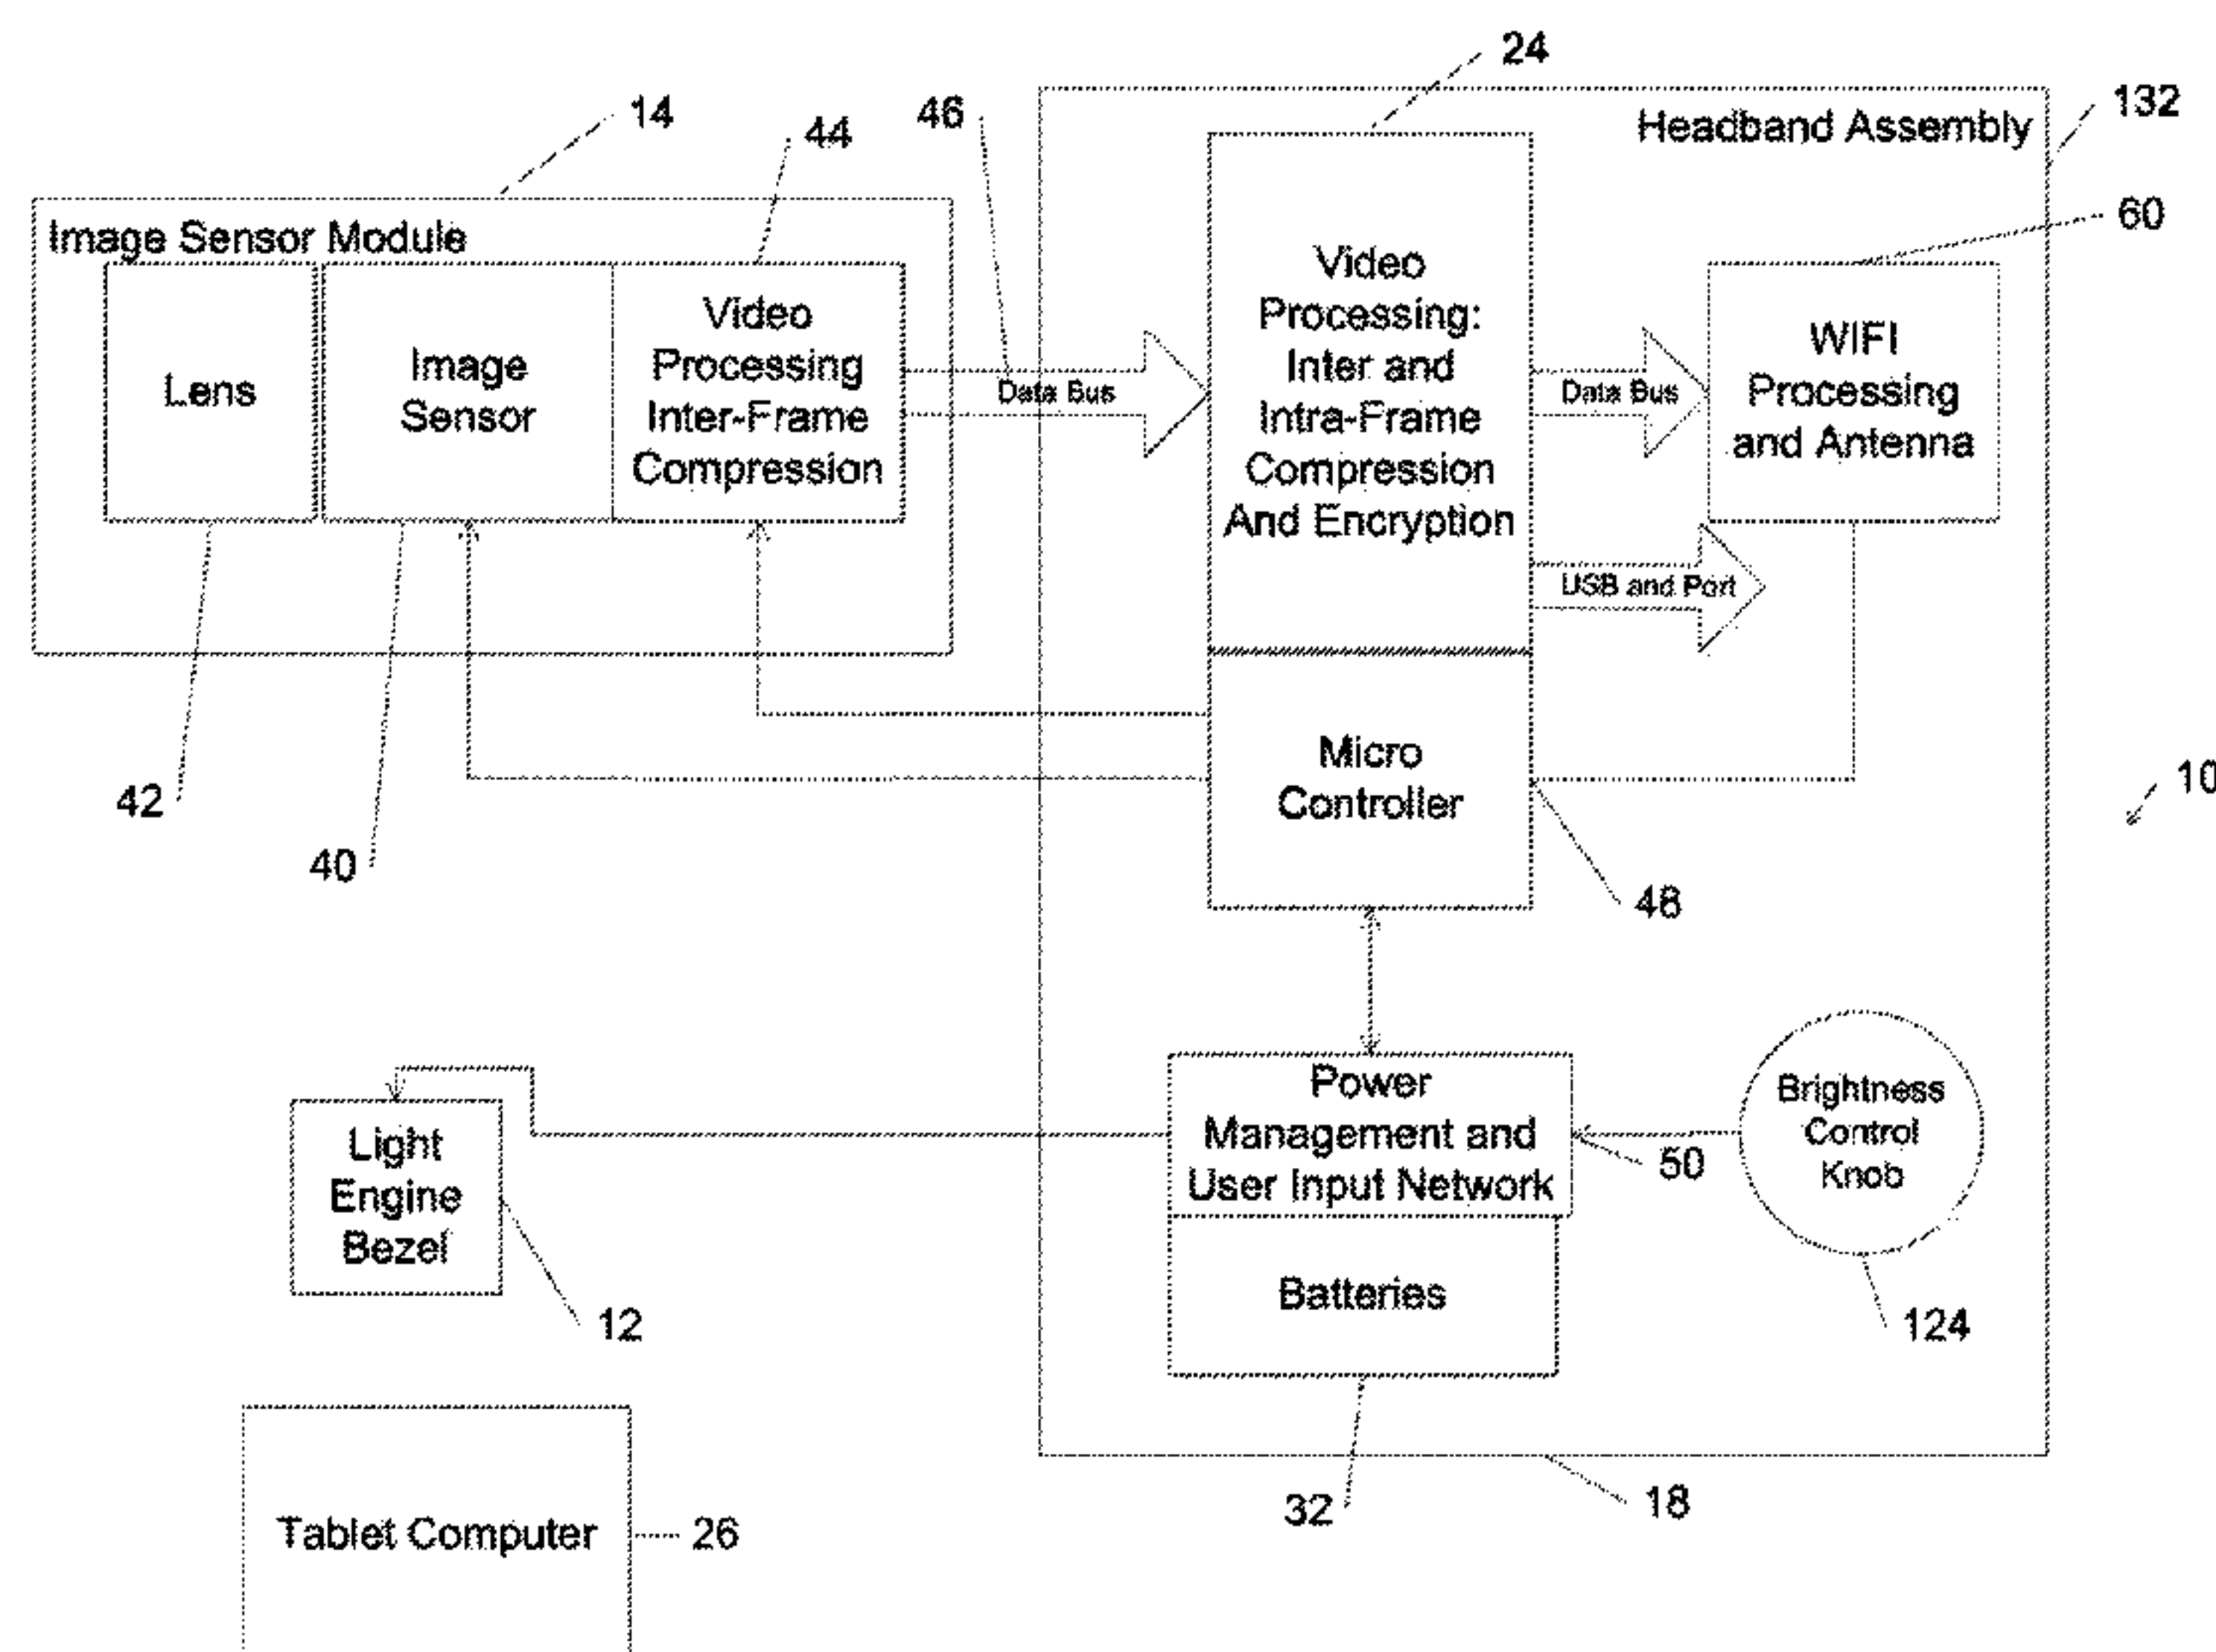 24
46
14
44
132
Headband Assembly
60
Image Sensor Module
Lens
Image
Sensor
Video
Processing
Inter-Frame
Compression
Data Bus
Video
Processing:
Inter and
Intra-Frame
Compression
And Encryption
Data Bus
WIFI
Processing
and Antenna
USB and Port
Micro
Controller
42
40
48
10
Power
Management and
User Input Network
50
Brightness
Control
Knob
Light
Engine
Bezel
12
Batteries
124
32
18
Tablet Computer
26